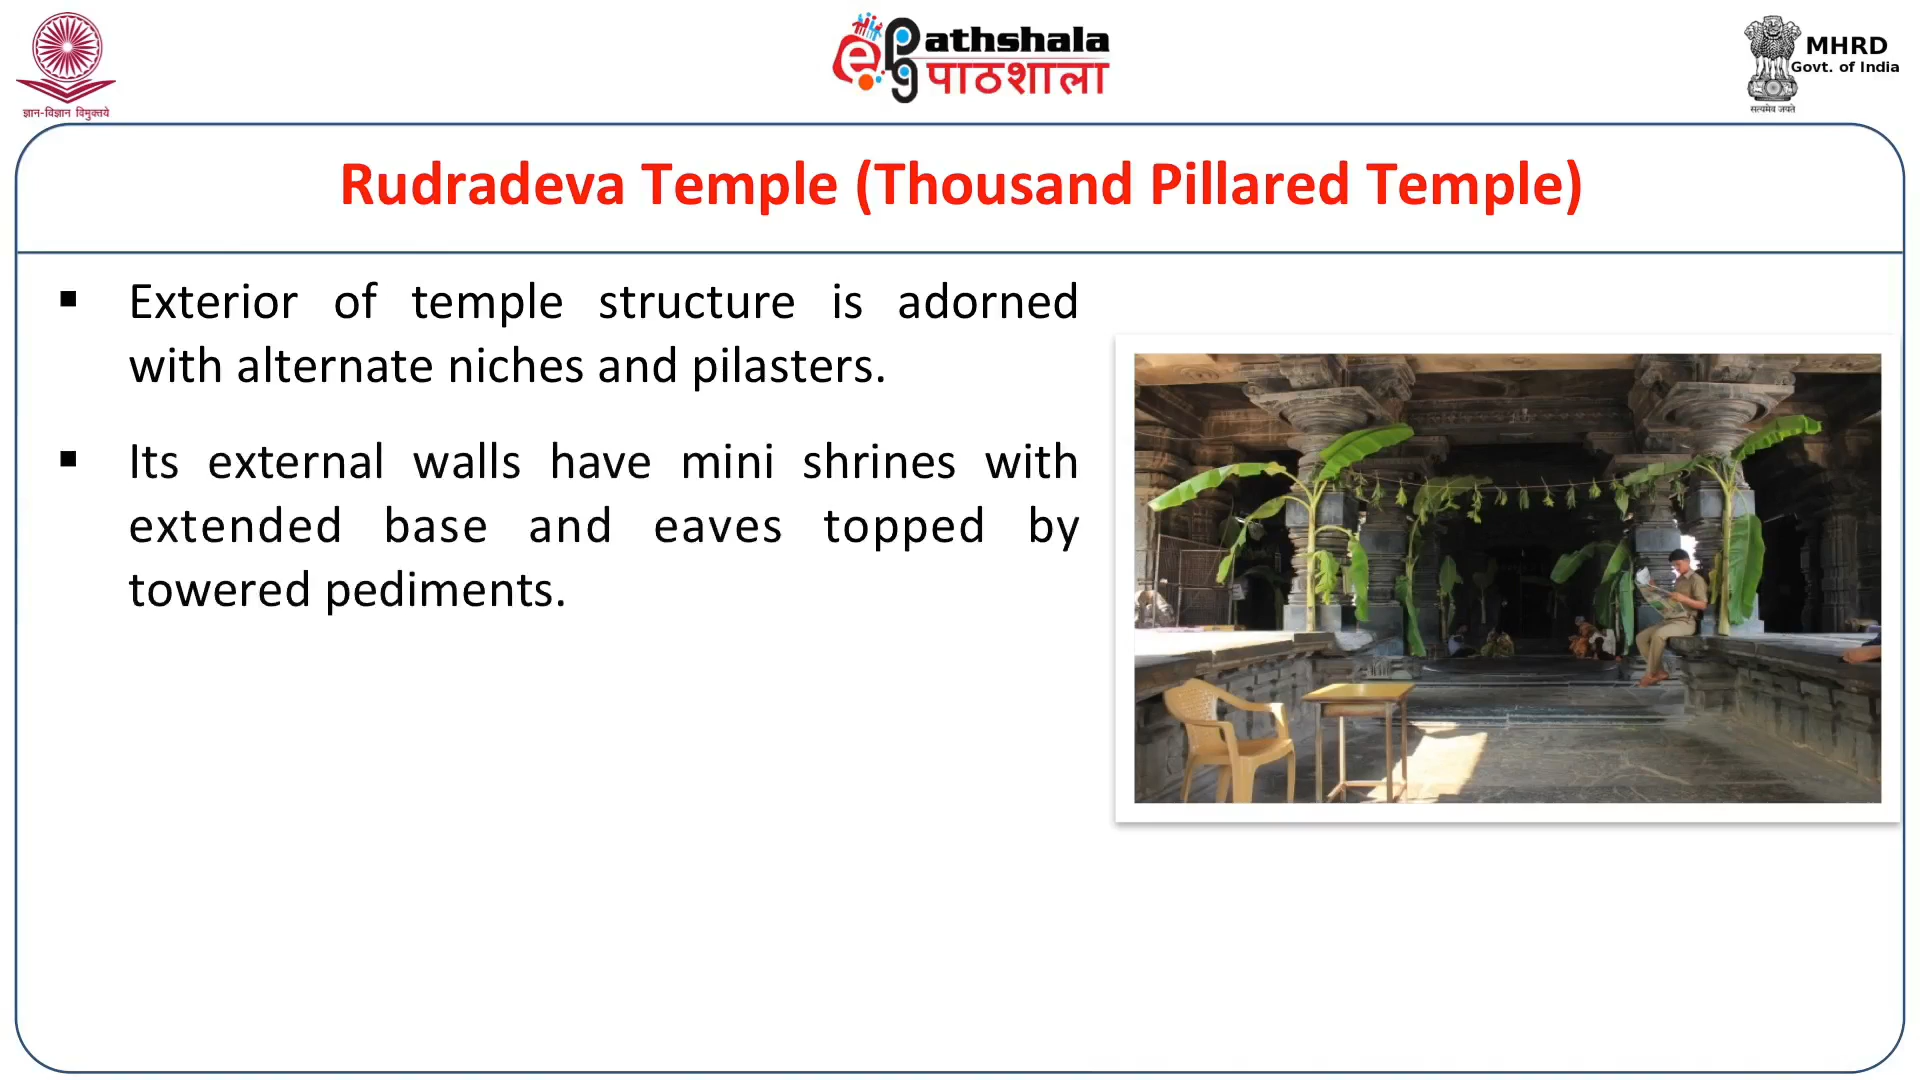 ज्ञान-विज्ञान विमुक्तये
e PG Pathshala
पाठशाला
MHRD
Govt. of India
सत्यमेव जयते
Rudradeva Temple (Thousand Pillared Temple)
▪ Exterior of temple structure is adorned
with alternate niches and pilasters.
▪ Its external walls have mini shrines with
extended base and eaves topped by
towered pediments.